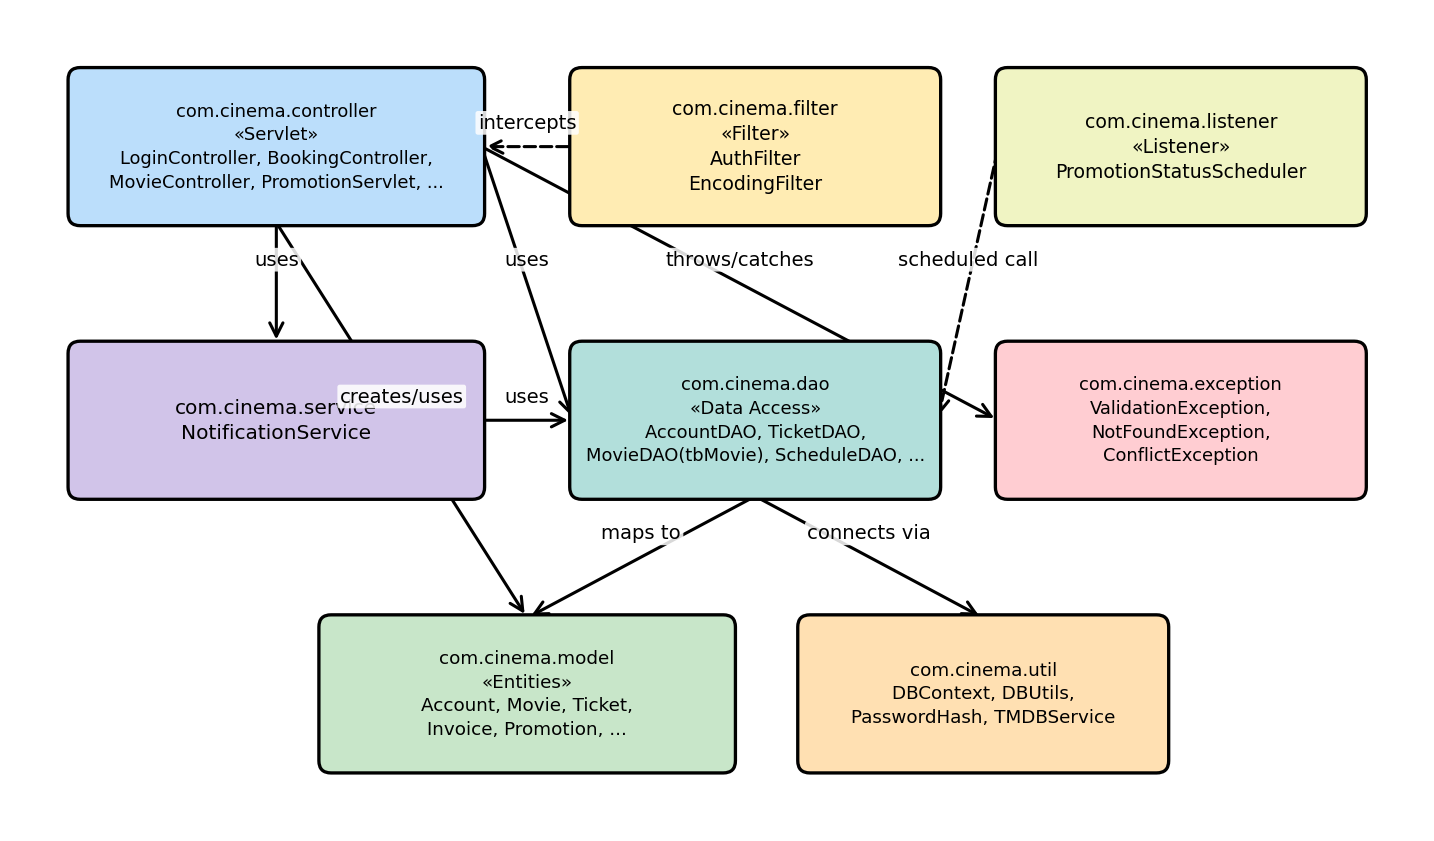 com.cinema.controller
«Servlet»
LoginController, BookingController,
MovieController, PromotionServlet, ...
intercepts
com.cinema.filter
«Filter»
AuthFilter
EncodingFilter
com.cinema.listener
«Listener»
PromotionStatusScheduler
uses
uses
throws/catches
scheduled call
com.cinema.service
NotificationService
creates/uses
uses
com.cinema.dao
«Data Access»
AccountDAO, TicketDAO,
MovieDAO(tbMovie), ScheduleDAO, ...
com.cinema.exception
ValidationException,
NotFoundException,
ConflictException
maps to
connects via
com.cinema.model
«Entities»
Account, Movie, Ticket,
Invoice, Promotion, ...
com.cinema.util
DBContext, DBUtils,
PasswordHash, TMDBService